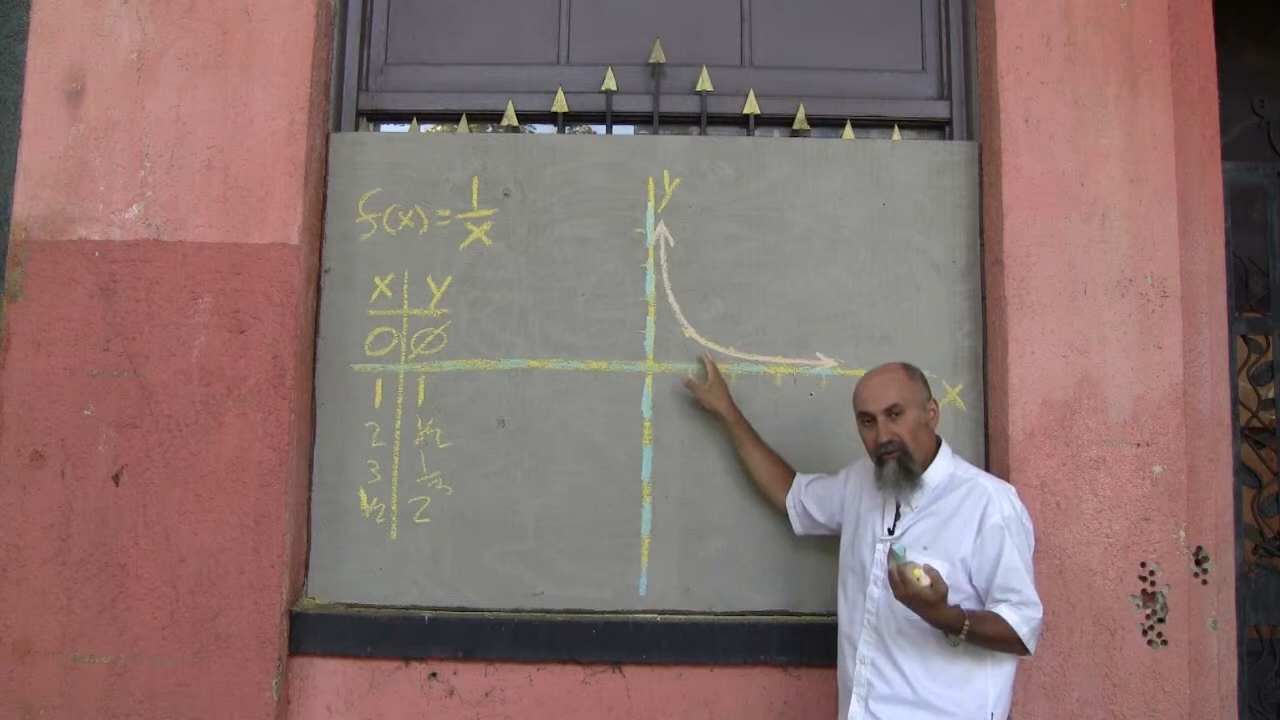 f(x)=1/x
x y
0 Ø
1 1
2 1/2
3 1/3
1/2 2
y
x